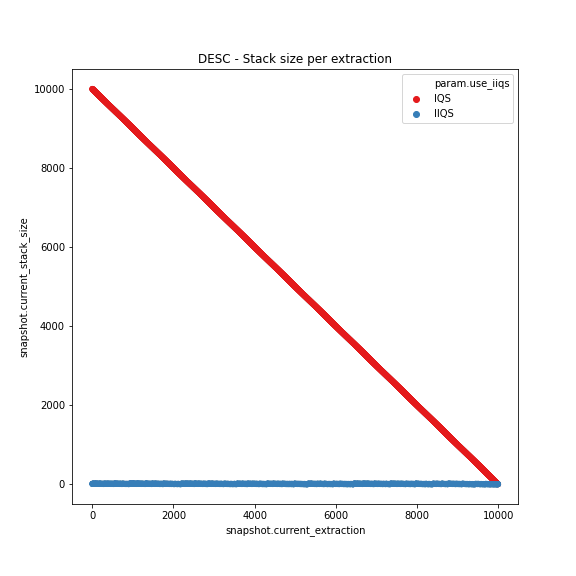 DESC - Stack size per extraction
param.use_iiqs
IQS
IIQS
snapshot.current_stack_size
10000
8000
6000
4000
2000
0
0 2000 4000 6000 8000 10000
snapshot.current_extraction